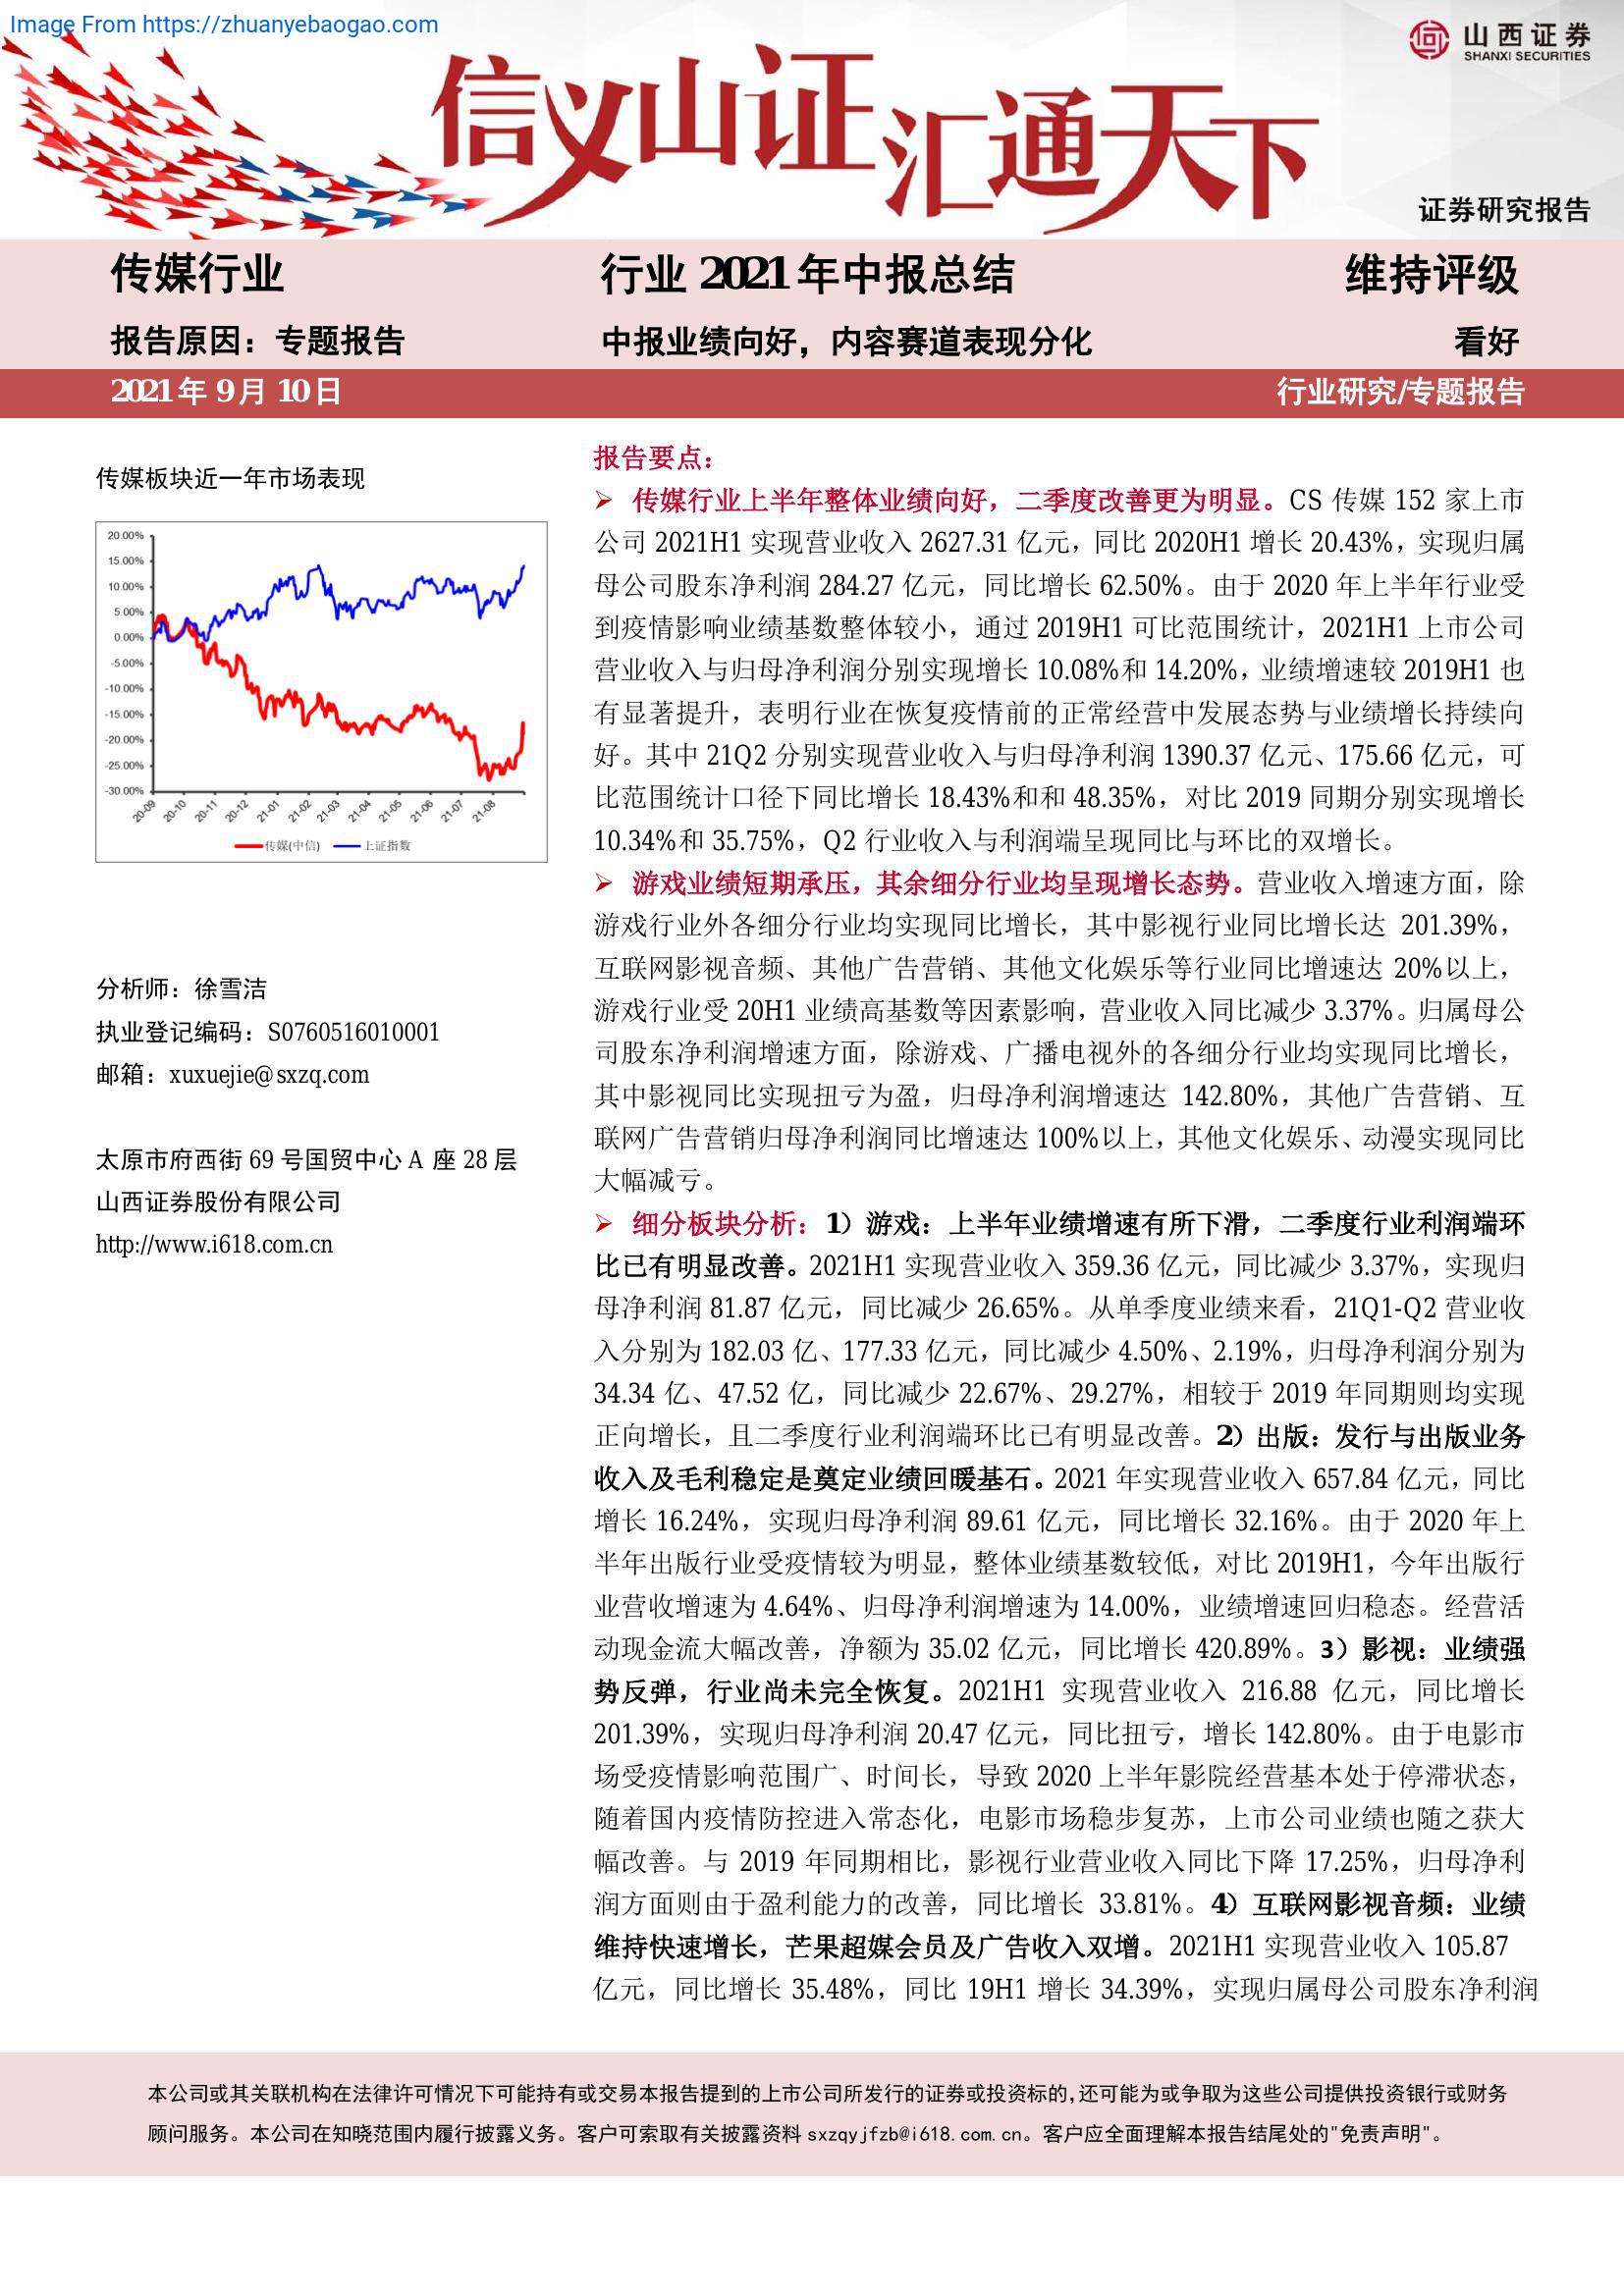 Image From https://zhuanyebaogao.com
山西证券
SHANXI SECURITIES
信义山证 汇通天下
证券研究报告
传媒行业
行业 2021 年中报总结
维持评级
报告原因：专题报告
中报业绩向好，内容赛道表现分化
看好
2021 年 9 月 10 日
行业研究/专题报告
传媒板块近一年市场表现
20.00%
15.00%
10.00%
5.00%
0.00%
-5.00%
-10.00%
-15.00%
-20.00%
-25.00%
-30.00%
20-09
20-10
20-11
20-12
21-01
21-02
21-03
21-04
21-05
21-06
21-07
21-08
传媒(中信)
上证指数
分析师：徐雪洁
执业登记编码：S0760516010001
邮箱：xuxuejie@sxzq.com
太原市府西街 69 号国贸中心 A 座 28 层
山西证券股份有限公司
http://www.i618.com.cn
报告要点：
➢ 传媒行业上半年整体业绩向好，二季度改善更为明显。CS 传媒 152 家上市
公司 2021H1 实现营业收入 2627.31 亿元，同比 2020H1 增长 20.43%，实现归属
母公司股东净利润 284.27 亿元，同比增长 62.50%。由于 2020 年上半年行业受
到疫情影响业绩基数整体较小，通过 2019H1 可比范围统计，2021H1 上市公司
营业收入与归母净利润分别实现增长 10.08%和 14.20%，业绩增速较 2019H1 也
有显著提升，表明行业在恢复疫情前的正常经营中发展态势与业绩增长持续向
好。其中 21Q2 分别实现营业收入与归母净利润 1390.37 亿元、175.66 亿元，可
比范围统计口径下同比增长 18.43%和和 48.35%，对比 2019 同期分别实现增长
10.34%和 35.75%，Q2 行业收入与利润端呈现同比与环比的双增长。
➢ 游戏业绩短期承压，其余细分行业均呈现增长态势。营业收入增速方面，除
游戏行业外各细分行业均实现同比增长，其中影视行业同比增长达 201.39%，
互联网影视音频、其他广告营销、其他文化娱乐等行业同比增速达 20%以上，
游戏行业受 20H1 业绩高基数等因素影响，营业收入同比减少 3.37%。归属母公
司股东净利润增速方面，除游戏、广播电视外的各细分行业均实现同比增长，
其中影视同比实现扭亏为盈，归母净利润增速达 142.80%，其他广告营销、互
联网广告营销归母净利润同比增速达 100%以上，其他文化娱乐、动漫实现同比
大幅减亏。
➢ 细分板块分析：1）游戏：上半年业绩增速有所下滑，二季度行业利润端环
比已有明显改善。2021H1 实现营业收入 359.36 亿元，同比减少 3.37%，实现归
母净利润 81.87 亿元，同比减少 26.65%。从单季度业绩来看，21Q1-Q2 营业收
入分别为 182.03 亿、177.33 亿元，同比减少 4.50%、2.19%，归母净利润分别为
34.34 亿、47.52 亿，同比减少 22.67%、29.27%，相较于 2019 年同期则均实现
正向增长，且二季度行业利润端环比已有明显改善。2）出版：发行与出版业务
收入及毛利稳定是奠定业绩回暖基石。2021 年实现营业收入 657.84 亿元，同比
增长 16.24%，实现归母净利润 89.61 亿元，同比增长 32.16%。由于 2020 年上
半年出版行业受疫情较为明显，整体业绩基数较低，对比 2019H1，今年出版行
业营收增速为 4.64%、归母净利润增速为 14.00%，业绩增速回归稳态。经营活
动现金流大幅改善，净额为 35.02 亿元，同比增长 420.89%。3）影视：业绩强
势反弹，行业尚未完全恢复。2021H1 实现营业收入 216.88 亿元，同比增长
201.39%，实现归母净利润 20.47 亿元，同比扭亏，增长 142.80%。由于电影市
场受疫情影响范围广、时间长，导致 2020 上半年影院经营基本处于停滞状态，
随着国内疫情防控进入常态化，电影市场稳步复苏，上市公司业绩也随之获大
幅改善。与 2019 年同期相比，影视行业营业收入同比下降 17.25%，归母净利
润方面则由于盈利能力的改善，同比增长 33.81%。4）互联网影视音频：业绩
维持快速增长，芒果超媒会员及广告收入双增。2021H1 实现营业收入 105.87
亿元，同比增长 35.48%，同比 19H1 增长 34.39%，实现归属母公司股东净利润
本公司或其关联机构在法律许可情况下可能持有或交易本报告提到的上市公司所发行的证券或投资标的,还可能为或争取为这些公司提供投资银行或财务
顾问服务。本公司在知晓范围内履行披露义务。客户可索取有关披露资料 sxzqyjfzb@i618.com.cn。客户应全面理解本报告结尾处的"免责声明"。